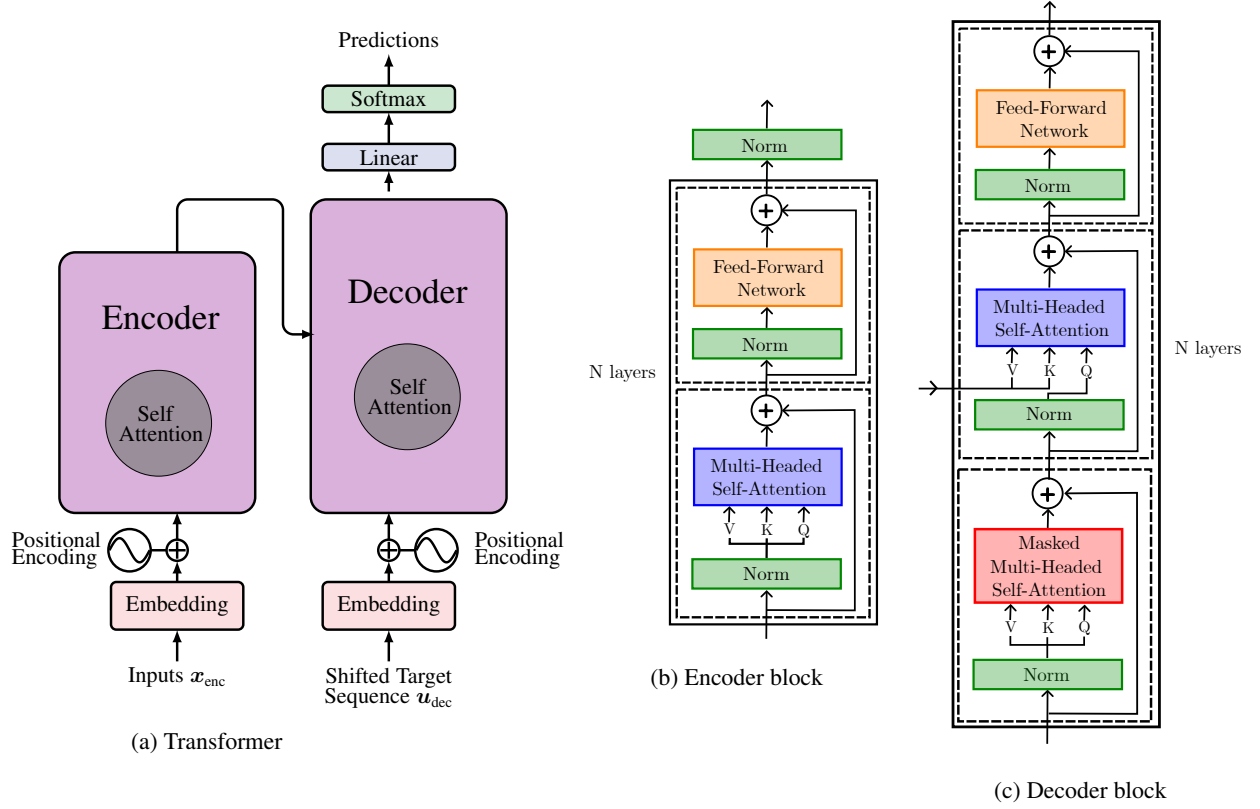 Predictions
Softmax
Linear
Encoder
Self
Attention
Decoder
Self
Attention
Positional
Encoding
Positional
Encoding
Embedding
Embedding
Inputs x_enc
Shifted Target
Sequence u_dec
(a) Transformer
Norm
Feed-Forward
Network
Norm
N layers
Multi-Headed
Self-Attention
V K Q
Norm
(b) Encoder block
Feed-Forward
Network
Norm
Multi-Headed
Self-Attention
N layers
V K Q
Norm
Masked
Multi-Headed
Self-Attention
V K Q
Norm
(c) Decoder block